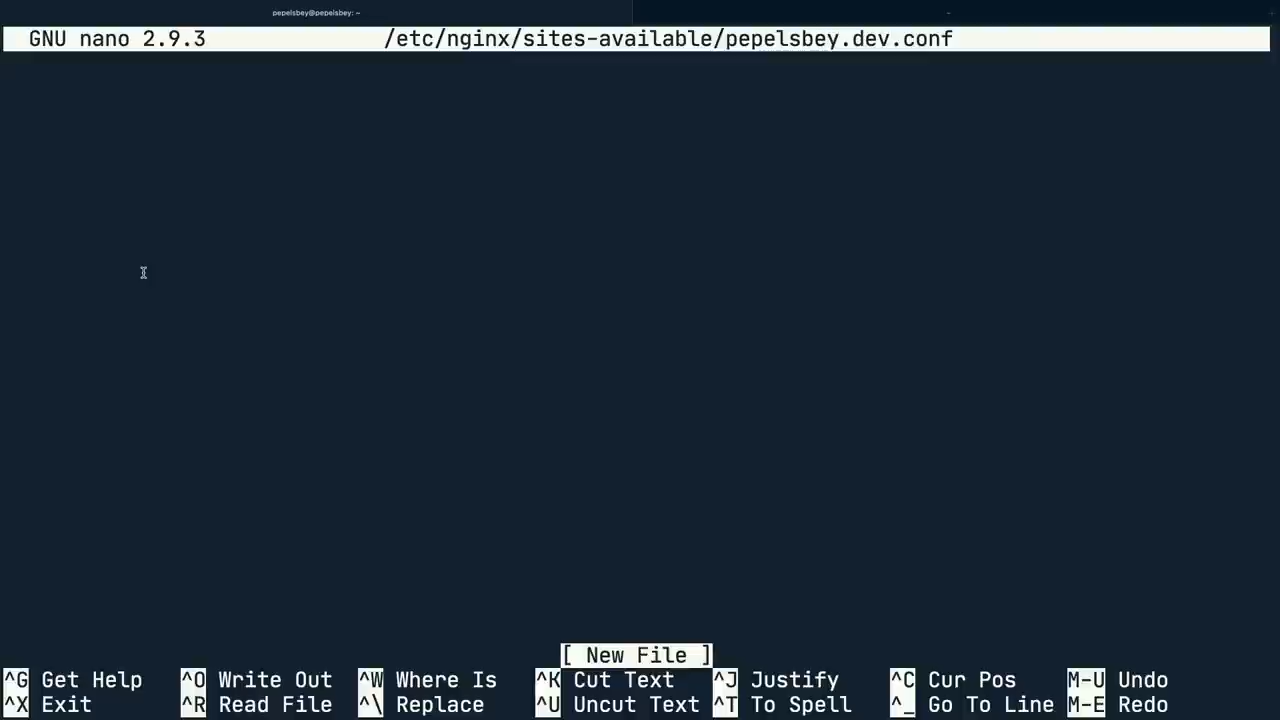 pepelsbey@pepelsbey: ~
~
GNU nano 2.9.3 /etc/nginx/sites-available/pepelsbey.dev.conf
[ New File ]
^G Get Help ^O Write Out ^W Where Is ^K Cut Text ^J Justify ^C Cur Pos M-U Undo
^X Exit ^R Read File ^\ Replace ^U Uncut Text ^T To Spell ^_ Go To Line M-E Redo